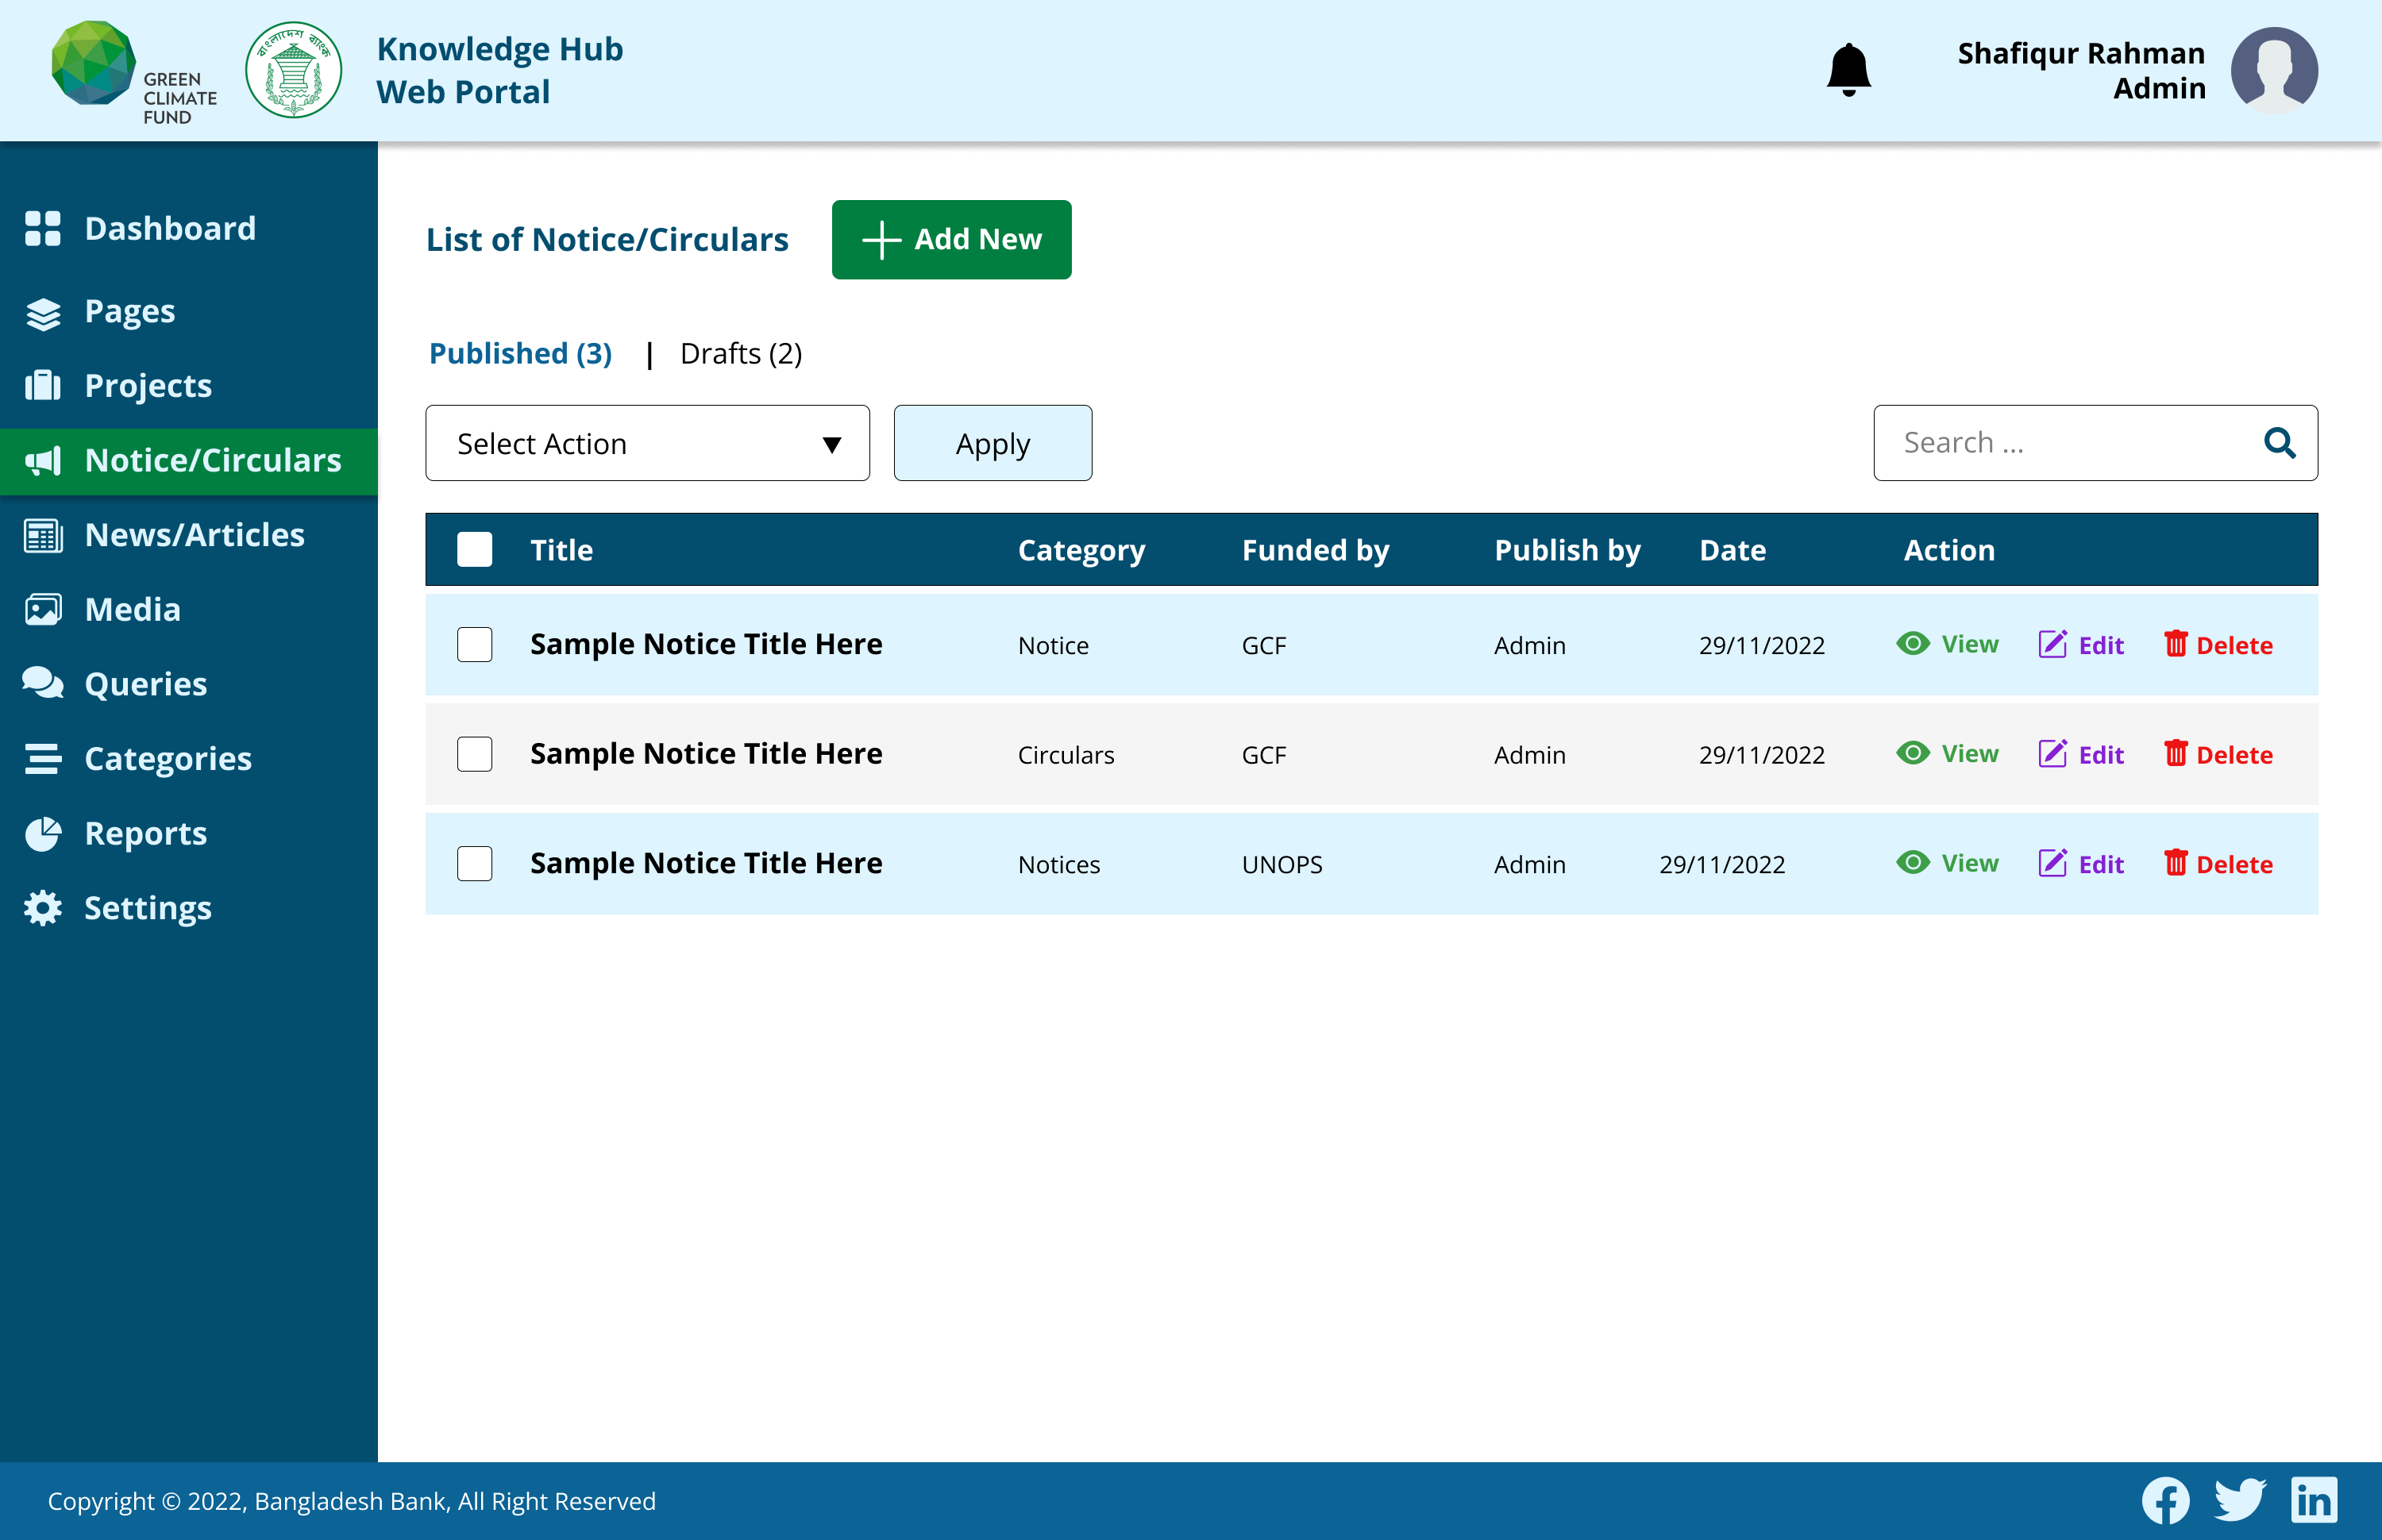 GREEN
CLIMATE
FUND
বাংলাদেশ ব্যাংক
Knowledge Hub
Web Portal
Shafiqur Rahman
Admin
Dashboard
Pages
Projects
Notice/Circulars
News/Articles
Media
Queries
Categories
Reports
Settings
List of Notice/Circulars
Add New
Published (3) | Drafts (2)
Select Action
Apply
Search ...
Title Category Funded by Publish by Date Action
Sample Notice Title Here Notice GCF Admin 29/11/2022 View Edit Delete
Sample Notice Title Here Circulars GCF Admin 29/11/2022 View Edit Delete
Sample Notice Title Here Notices UNOPS Admin 29/11/2022 View Edit Delete
Copyright © 2022, Bangladesh Bank, All Right Reserved